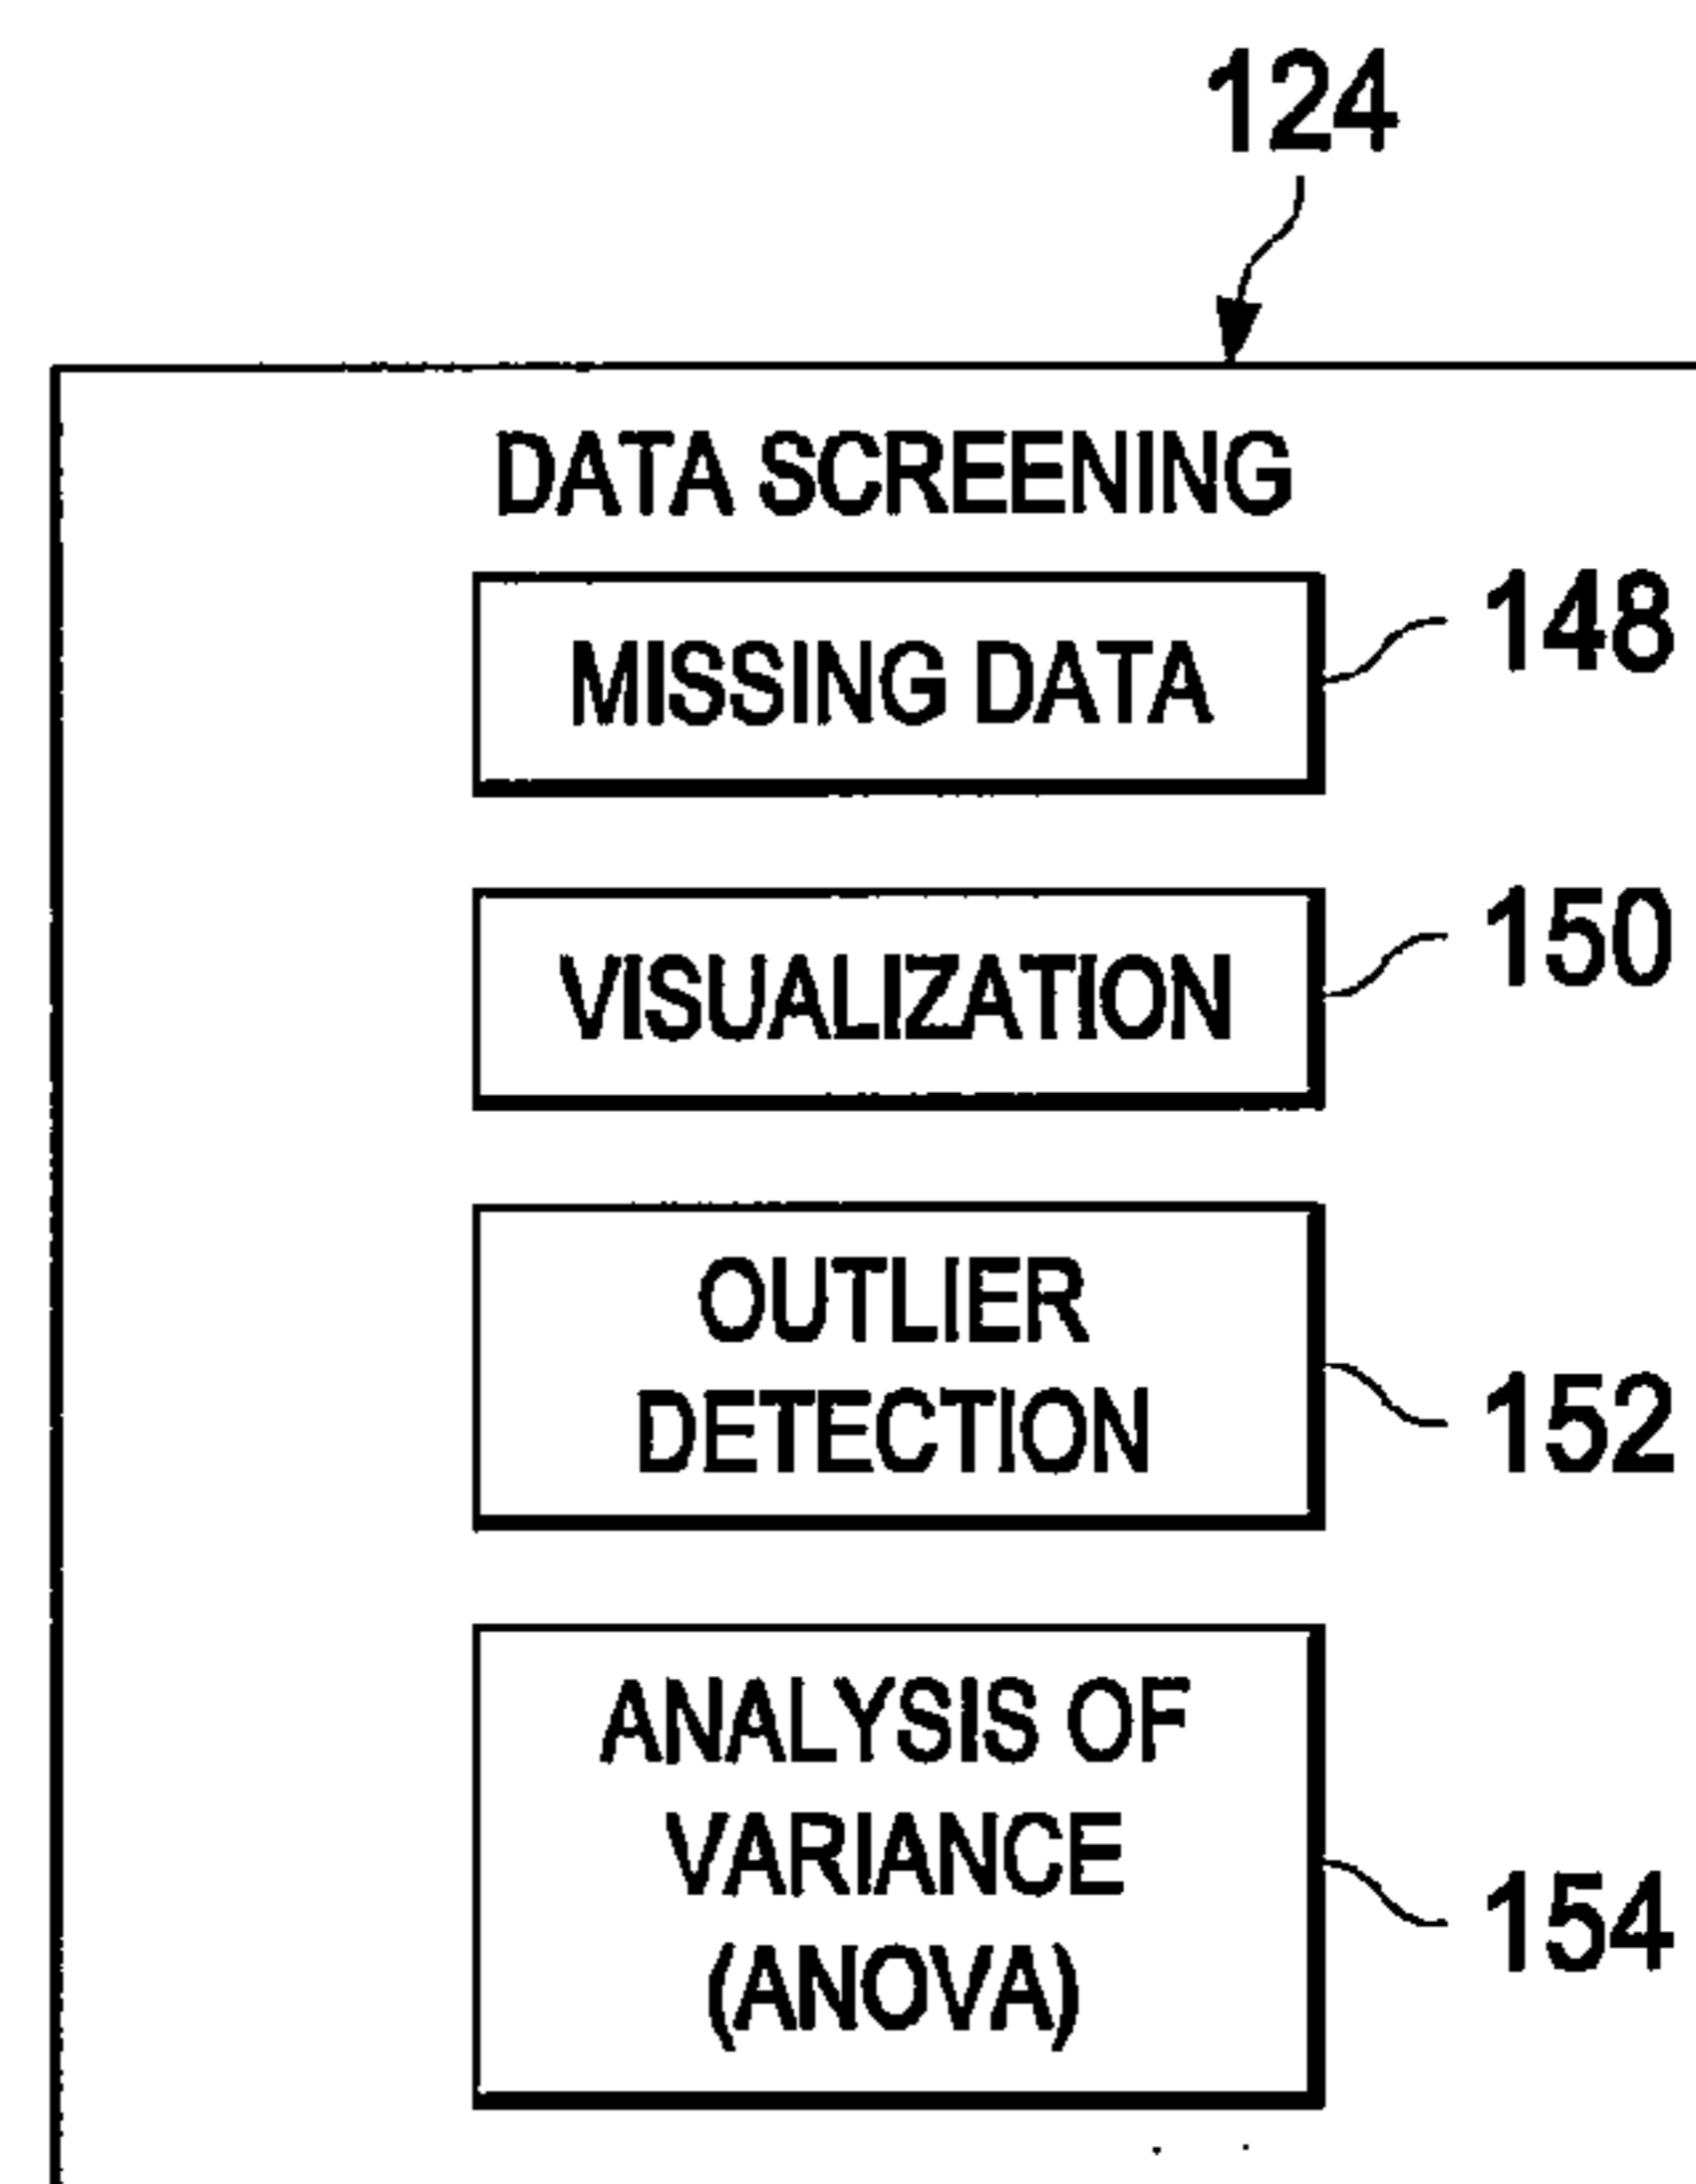 124
DATA SCREENING
MISSING DATA
148
VISUALIZATION
150
OUTLIER
DETECTION
152
ANALYSIS OF
VARIANCE
(ANOVA)
154